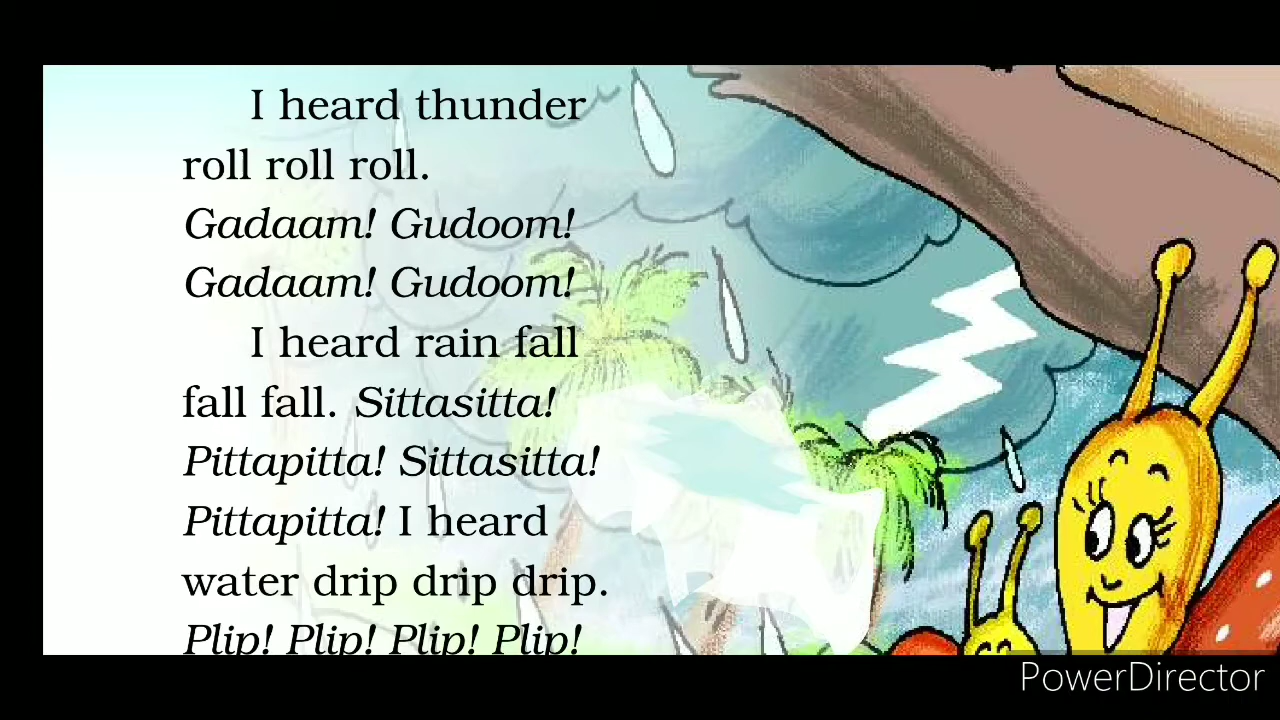 I heard thunder
roll roll roll.
Gadaam! Gudoom!
Gadaam! Gudoom!
I heard rain fall
fall fall. Sittasitta!
Pittapitta! Sittasitta!
Pittapitta! I heard
water drip drip drip.
Plip! Plip! Plip! Plip!
PowerDirector